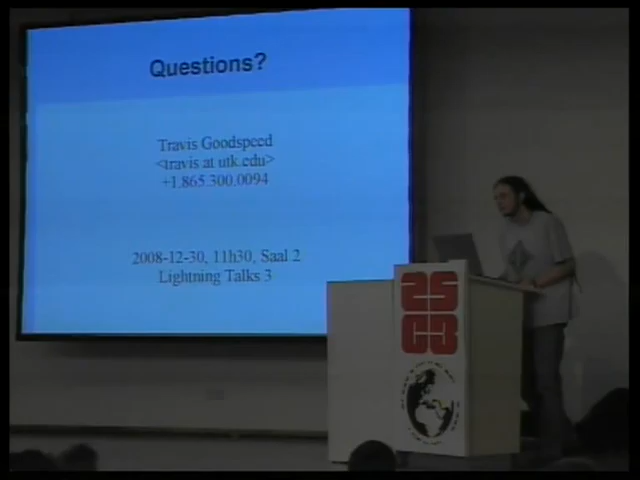 Questions?
Travis Goodspeed
<travis at utk.edu>
+1.865.300.0094
2008-12-30, 11h30, Saal 2
Lightning Talks 3
25
C3